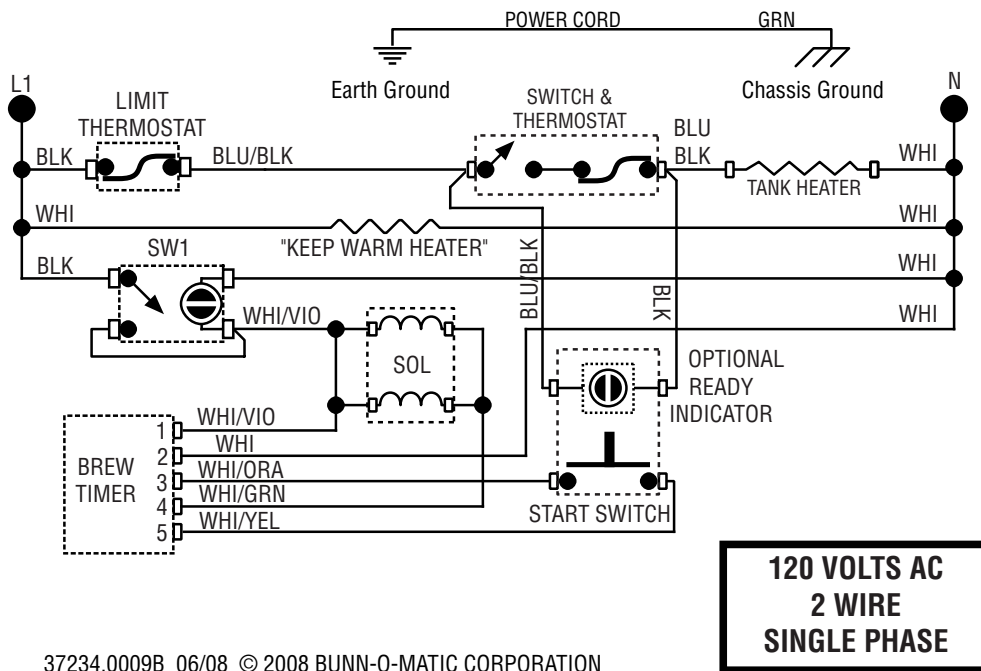 POWER CORD
GRN
Earth Ground
Chassis Ground
L1
N
LIMIT
THERMOSTAT
SWITCH &
THERMOSTAT
BLU
BLK
BLU/BLK
BLK
WHI
TANK HEATER
WHI
"KEEP WARM HEATER"
WHI
SW1
BLK
WHI
BLU/BLK
BLK
WHI/VIO
WHI
SOL
OPTIONAL
READY
INDICATOR
BREW
TIMER
1
WHI/VIO
2
WHI
3
WHI/ORA
4
WHI/GRN
5
WHI/YEL
START SWITCH
120 VOLTS AC
2 WIRE
SINGLE PHASE
37234.0009B 06/08 © 2008 BUNN-O-MATIC CORPORATION